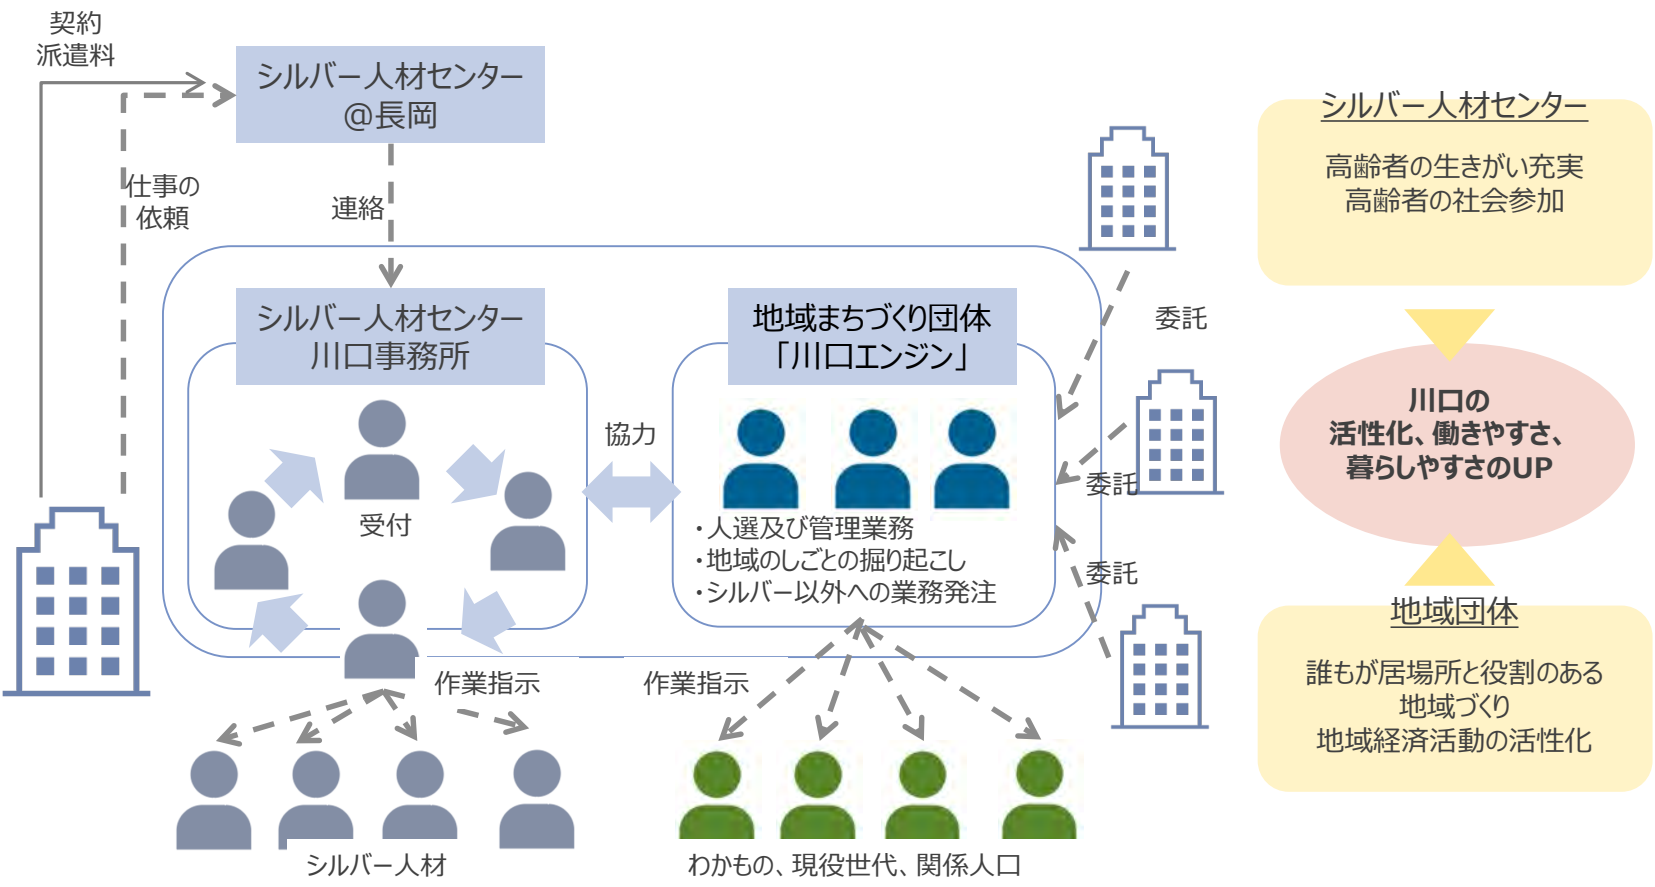 契約
派遣料
シルバー人材センター
@長岡
仕事の
依頼
連絡
シルバー人材センター
川口事務所
受付
協力
地域まちづくり団体
「川口エンジン」
・人選及び管理業務
・地域のしごとの掘り起こし
・シルバー以外への業務発注
委託
委託
委託
作業指示
作業指示
シルバー人材
わかもの、現役世代、関係人口
シルバー人材センター
高齢者の生きがい充実
高齢者の社会参加
川口の
活性化、働きやすさ、
暮らしやすさのUP
地域団体
誰もが居場所と役割のある
地域づくり
地域経済活動の活性化